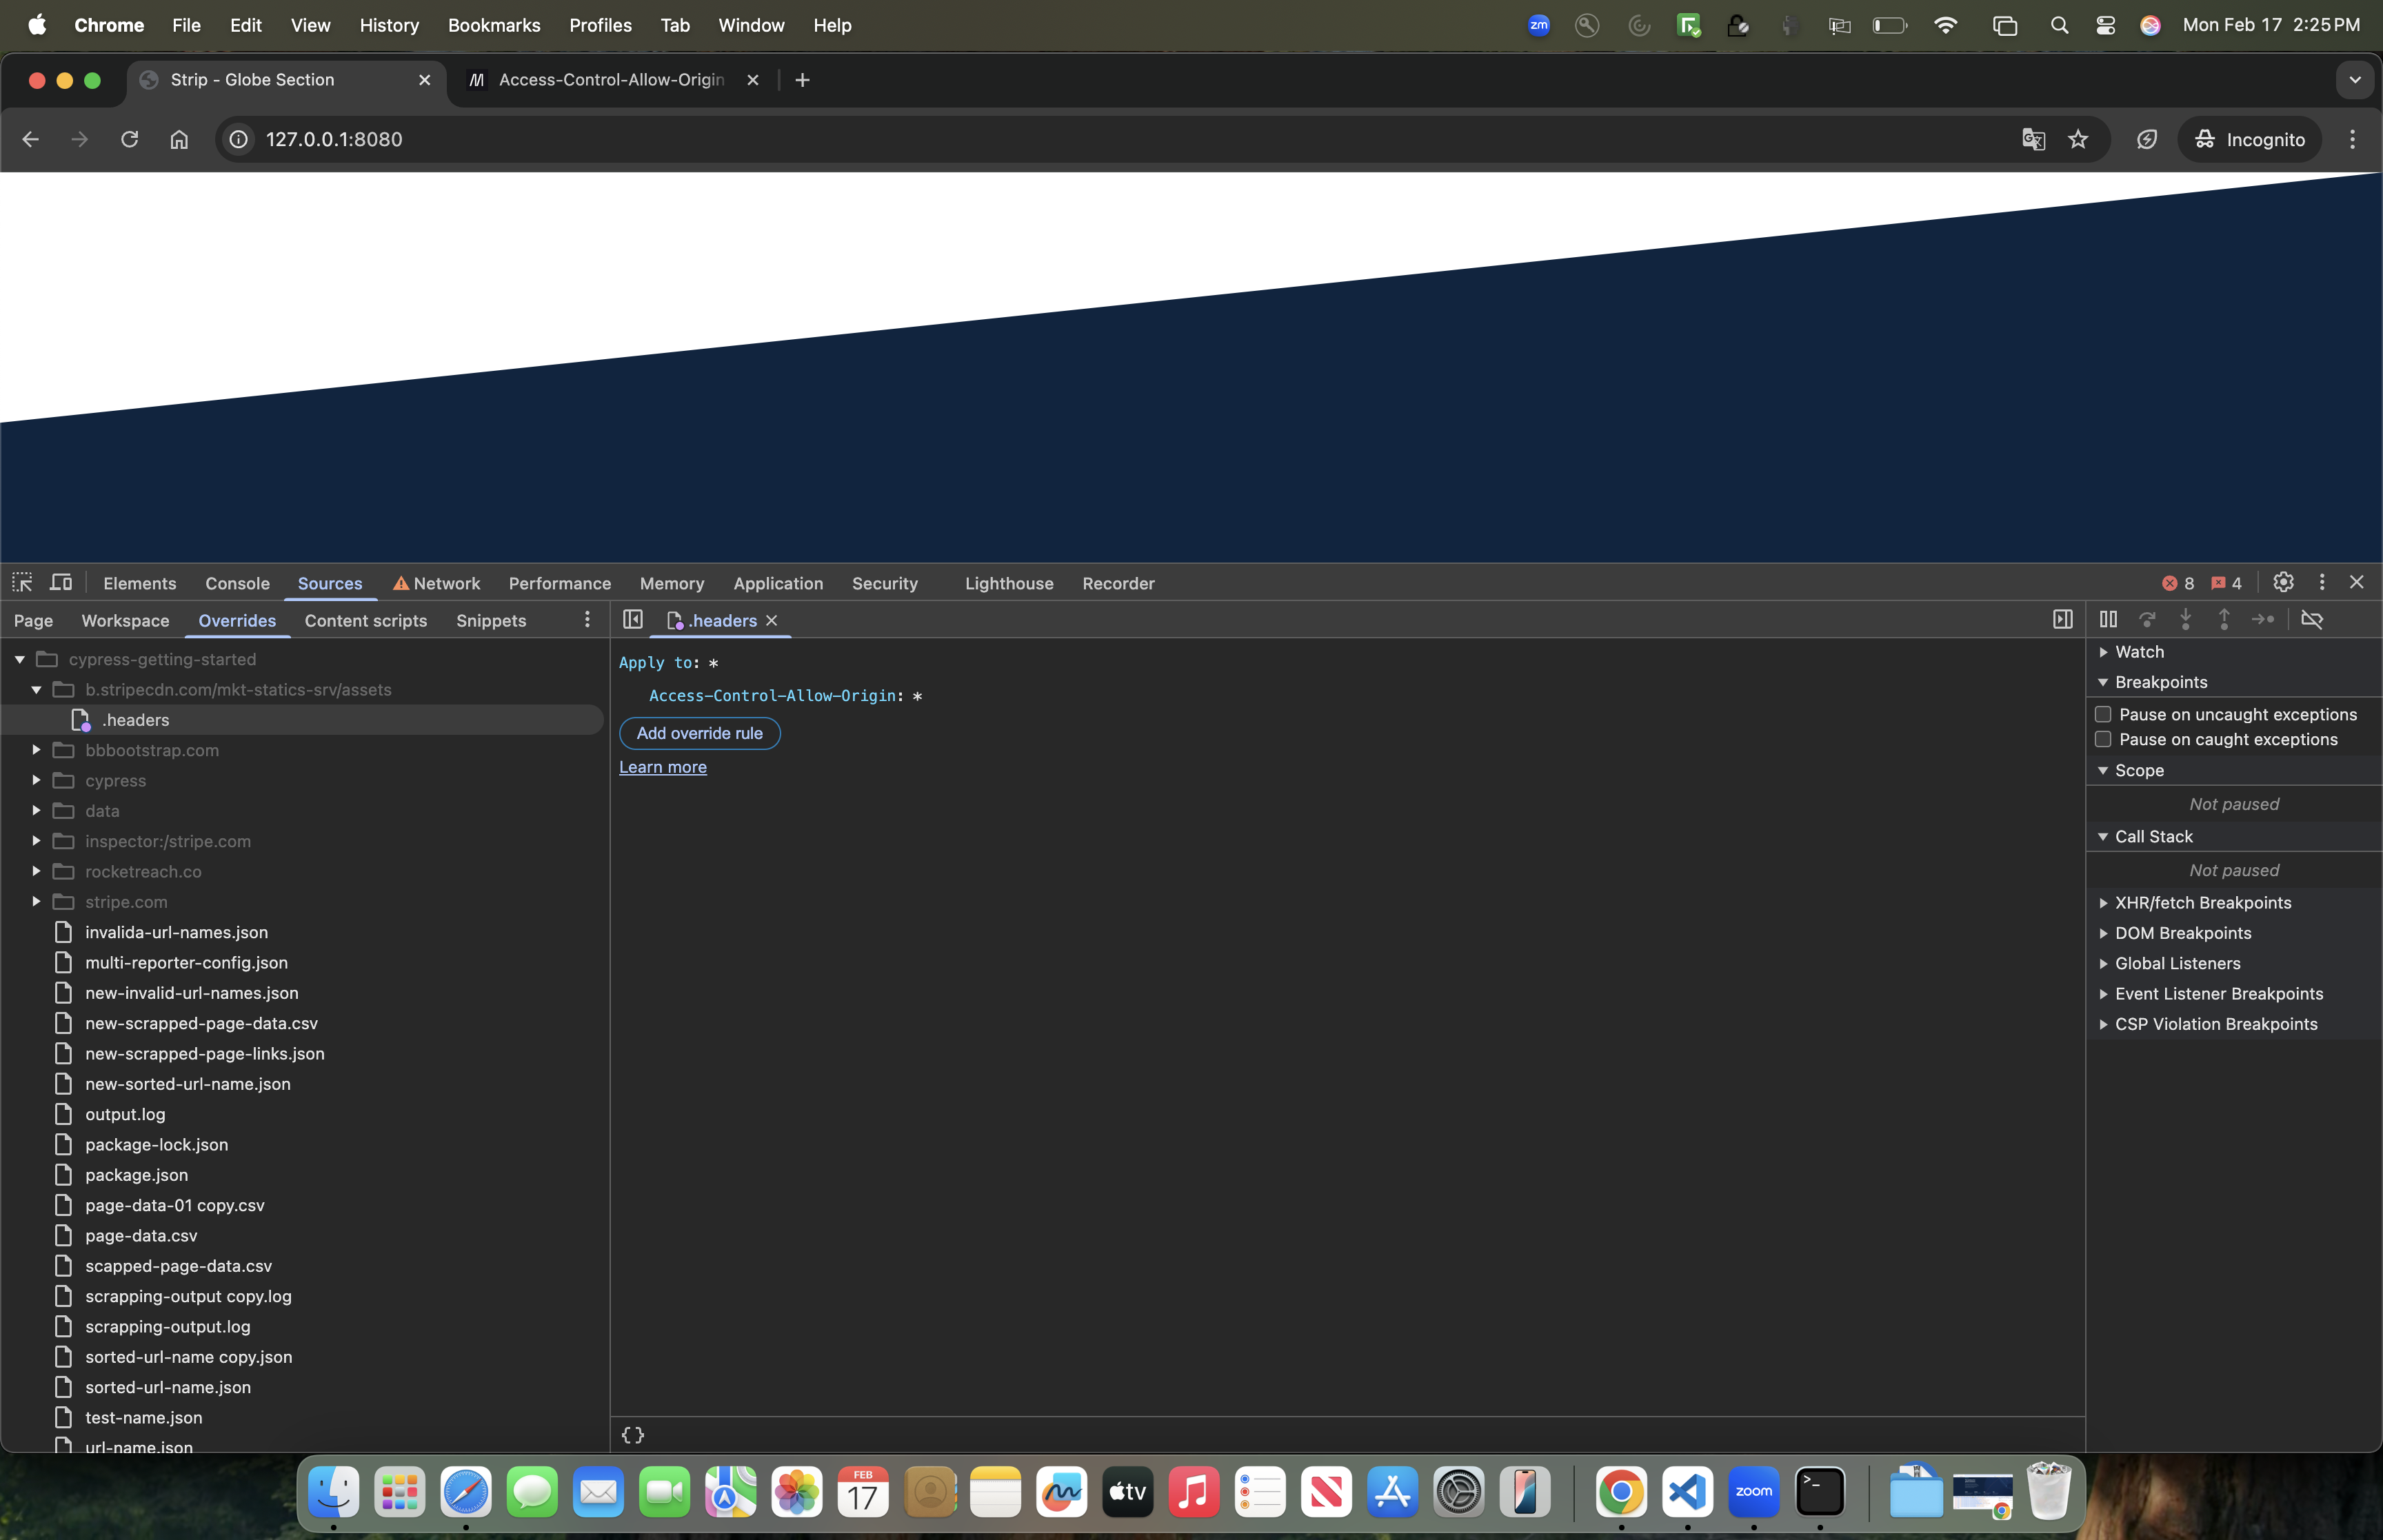 Chrome File Edit View History Bookmarks Profiles Tab Window Help zm Mon Feb 17 2:25 PM
Strip - Globe Section Access-Control-Allow-Origin
127.0.0.1:8080 Incognito
Elements Console Sources Network Performance Memory Application Security Lighthouse Recorder 8 4
Page Workspace Overrides Content scripts Snippets .headers
cypress-getting-started
b.stripecdn.com/mkt-statics-srv/assets
.headers
bbbootstrap.com
cypress
data
inspector:/stripe.com
rocketreach.co
stripe.com
invalida-url-names.json
multi-reporter-config.json
new-invalid-url-names.json
new-scrapped-page-data.csv
new-scrapped-page-links.json
new-sorted-url-name.json
output.log
package-lock.json
package.json
page-data-01 copy.csv
page-data.csv
scapped-page-data.csv
scrapping-output copy.log
scrapping-output.log
sorted-url-name copy.json
sorted-url-name.json
test-name.json
url-name.json
Apply to: *
Access-Control-Allow-Origin: *
Add override rule
Learn more
{}
Watch
Breakpoints
Pause on uncaught exceptions
Pause on caught exceptions
Scope
Not paused
Call Stack
Not paused
XHR/fetch Breakpoints
DOM Breakpoints
Global Listeners
Event Listener Breakpoints
CSP Violation Breakpoints
FEB
17
tv
zoom
>_